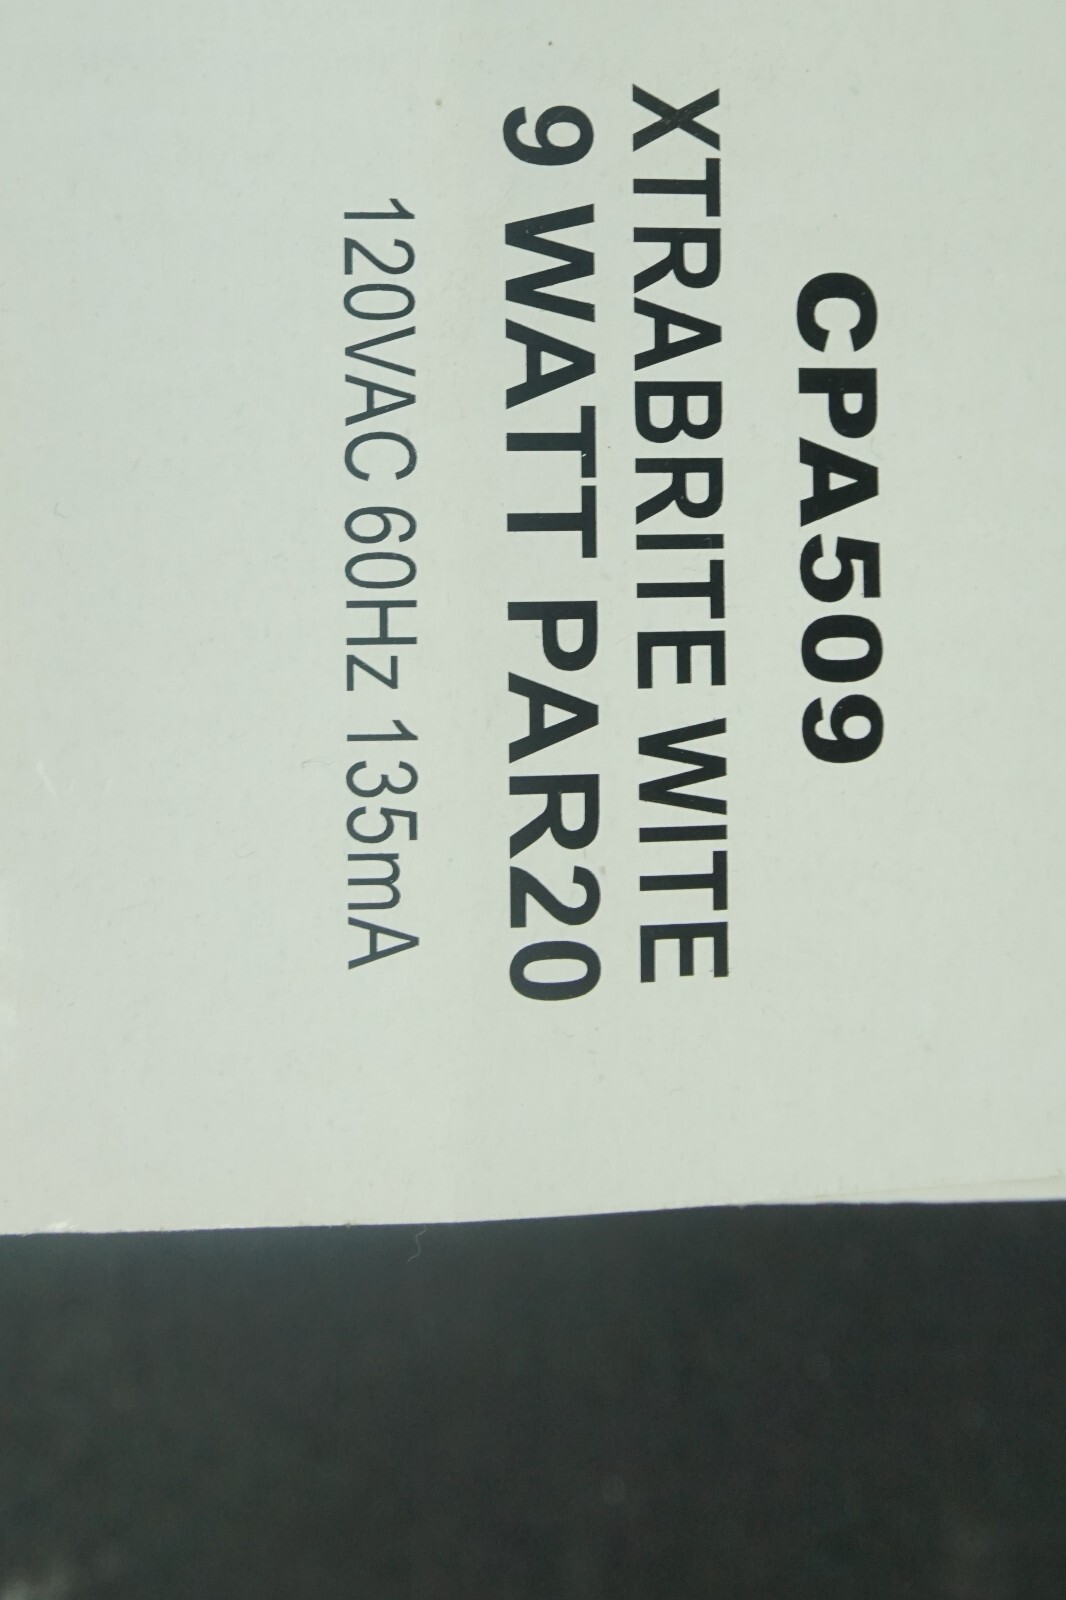 CPA509
XTRABRITE WITE
9 WATT PAR20
120VAC 60Hz 135mA